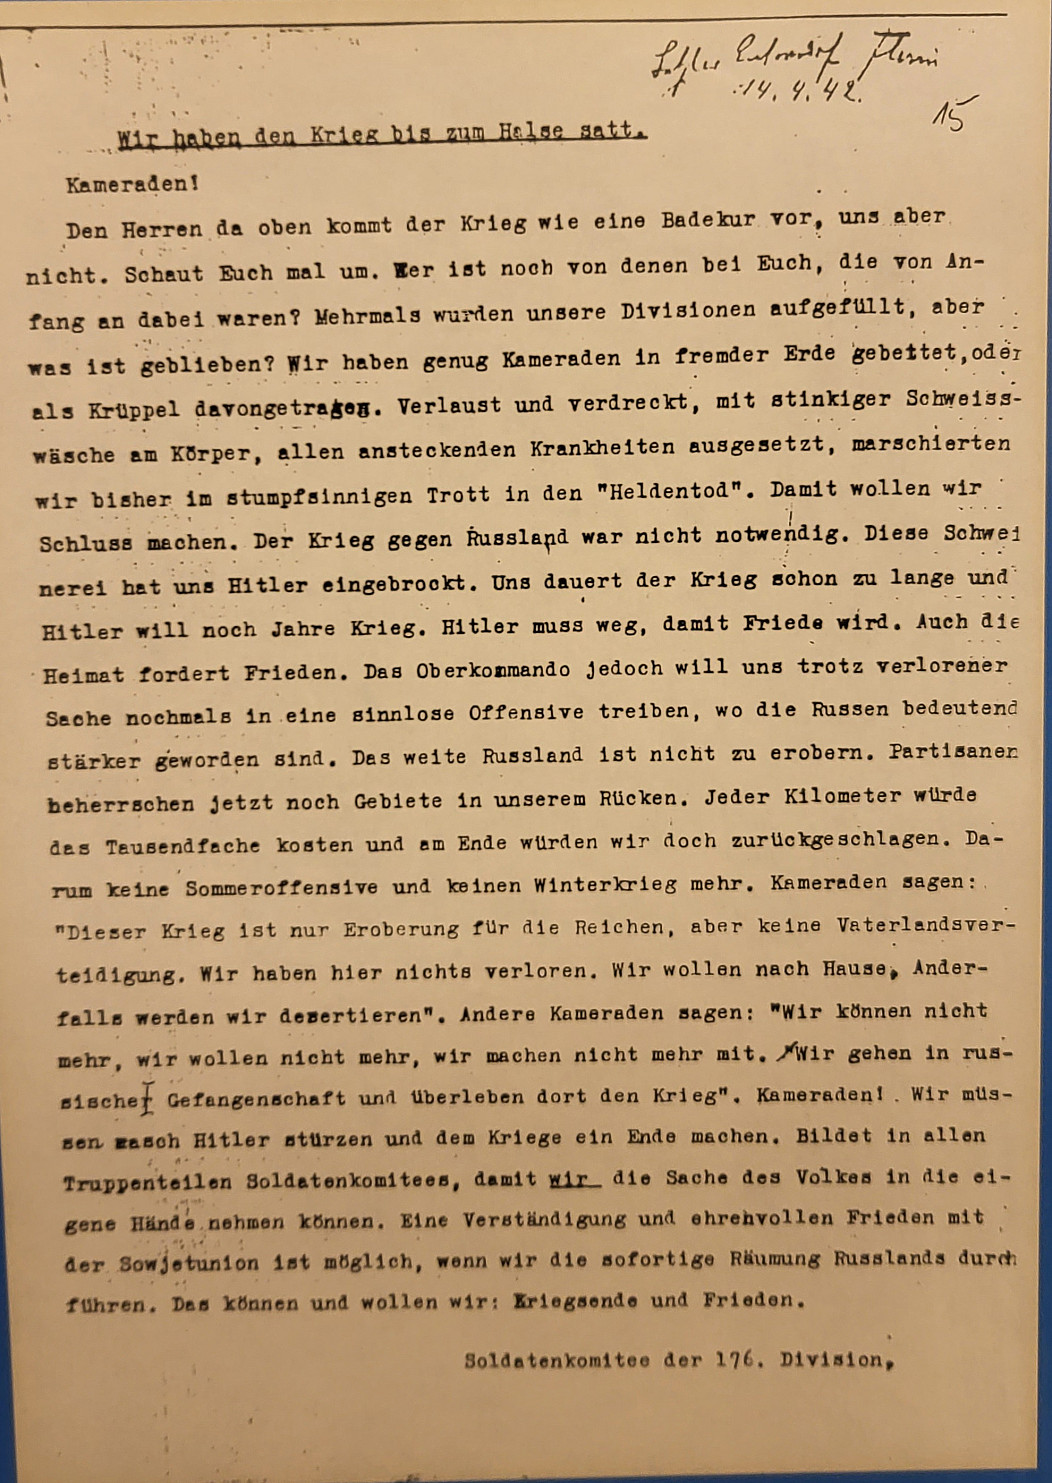 14. 4. 42.
15
Wir haben den Krieg bis zum Halse satt.
Kameraden!
Den Herren da oben kommt der Krieg wie eine Badekur vor, uns aber
nicht. Schaut Euch mal um. Wer ist noch von denen bei Euch, die von An-
fang an dabei waren? Mehrmals wurden unsere Divisionen aufgefüllt, aber
was ist geblieben? Wir haben genug Kameraden in fremder Erde gebettet,oder
als Krüppel davongetragen. Verlaust und verdreckt, mit stinkiger Schweiss-
wäsche am Körper, allen ansteckenden Krankheiten ausgesetzt, marschierten
wir bisher im stumpfsinnigen Trott in den "Heldentod". Damit wollen wir
Schluss machen. Der Krieg gegen Russland war nicht notwendig. Diese Schwei
nerei hat uns Hitler eingebrockt. Uns dauert der Krieg schon zu lange und
Hitler will noch Jahre Krieg. Hitler muss weg, damit Friede wird. Auch die
Heimat fordert Frieden. Das Oberkommando jedoch will uns trotz verlorener
Sache nochmals in eine sinnlose Offensive treiben, wo die Russen bedeutend
stärker geworden sind. Das weite Russland ist nicht zu erobern. Partisanen
beherrschen jetzt noch Gebiete in unserem Rücken. Jeder Kilometer würde
das Tausendfache kosten und am Ende würden wir doch zurückgeschlagen. Da-
rum keine Sommeroffensive und keinen Winterkrieg mehr. Kameraden sagen:
"Dieser Krieg ist nur Eroberung für die Reichen, aber keine Vaterlandsver-
teidigung. Wir haben hier nichts verloren. Wir wollen nach Hause, Ander-
falls werden wir desertieren". Andere Kameraden sagen: "Wir können nicht
mehr, wir wollen nicht mehr, wir machen nicht mehr mit. Wir gehen in rus-
sischer Gefangenschaft und überleben dort den Krieg". Kameraden! Wir müs-
sen rasch Hitler stürzen und dem Kriege ein Ende machen. Bildet in allen
Truppenteilen Soldatenkomitees, damit wir die Sache des Volkes in die ei-
gene Hände nehmen können. Eine Verständigung und ehrehvollen Frieden mit
der Sowjetunion ist möglich, wenn wir die sofortige Räumung Russlands durch
führen. Das können und wollen wir: Kriegsende und Frieden.
Soldatenkomitee der 176. Division,